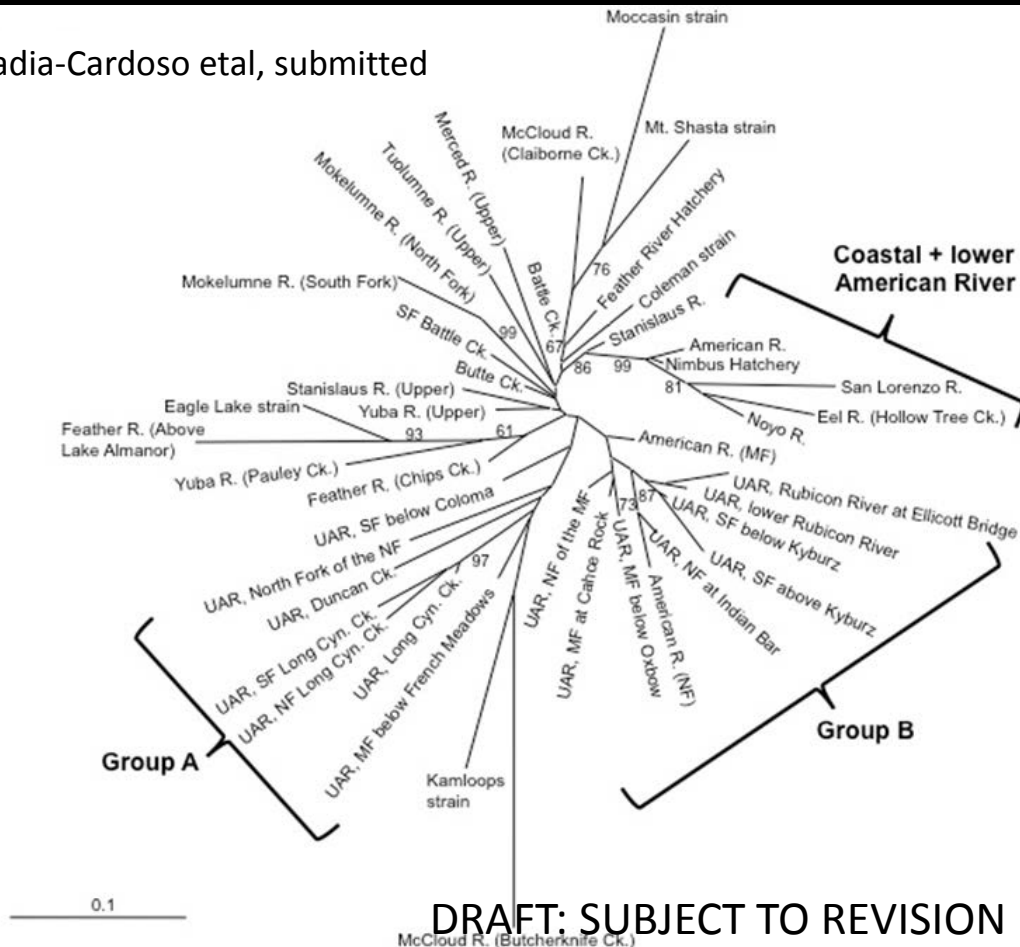 adia-Cardoso etal, submitted
Moccasin strain
McCloud R.
(Claiborne Ck.)
Mt. Shasta strain
Merced R. (Upper)
Tuolumne R. (Upper)
Mokelumne R. (North Fork)
Mokelumne R. (South Fork)
Battle Ck.
76
Feather River Hatchery
Coleman strain
Stanislaus R.
Coastal + lower
American River
99
SF Battle Ck.
67
86
99
American R.
Nimbus Hatchery
Butte Ck.
81
San Lorenzo R.
Stanislaus R. (Upper)
Eagle Lake strain
Yuba R. (Upper)
Eel R. (Hollow Tree Ck.)
Noyo R.
Feather R. (Above
Lake Almanor)
93
61
American R. (MF)
Yuba R. (Pauley Ck.)
Feather R. (Chips Ck.)
UAR, SF below Coloma
UAR, North Fork of the NF
UAR, Duncan Ck.
97
UAR, SF Long Cyn. Ck.
UAR, NF Long Cyn. Ck.
UAR, Long Cyn. Ck.
UAR, MF below French Meadows
73
87
UAR, Rubicon River at Ellicott Bridge
UAR, lower Rubicon River
UAR, SF below Kyburz
UAR, SF above Kyburz
UAR, NF at Indian Bar
American R. (NF)
UAR, MF below Oxbow
UAR, MF at Cahoe Rock
UAR, NF of the MF
Group A
Group B
Kamloops
strain
0.1
DRAFT: SUBJECT TO REVISION
McCloud R. (Butcherknife Ck.)